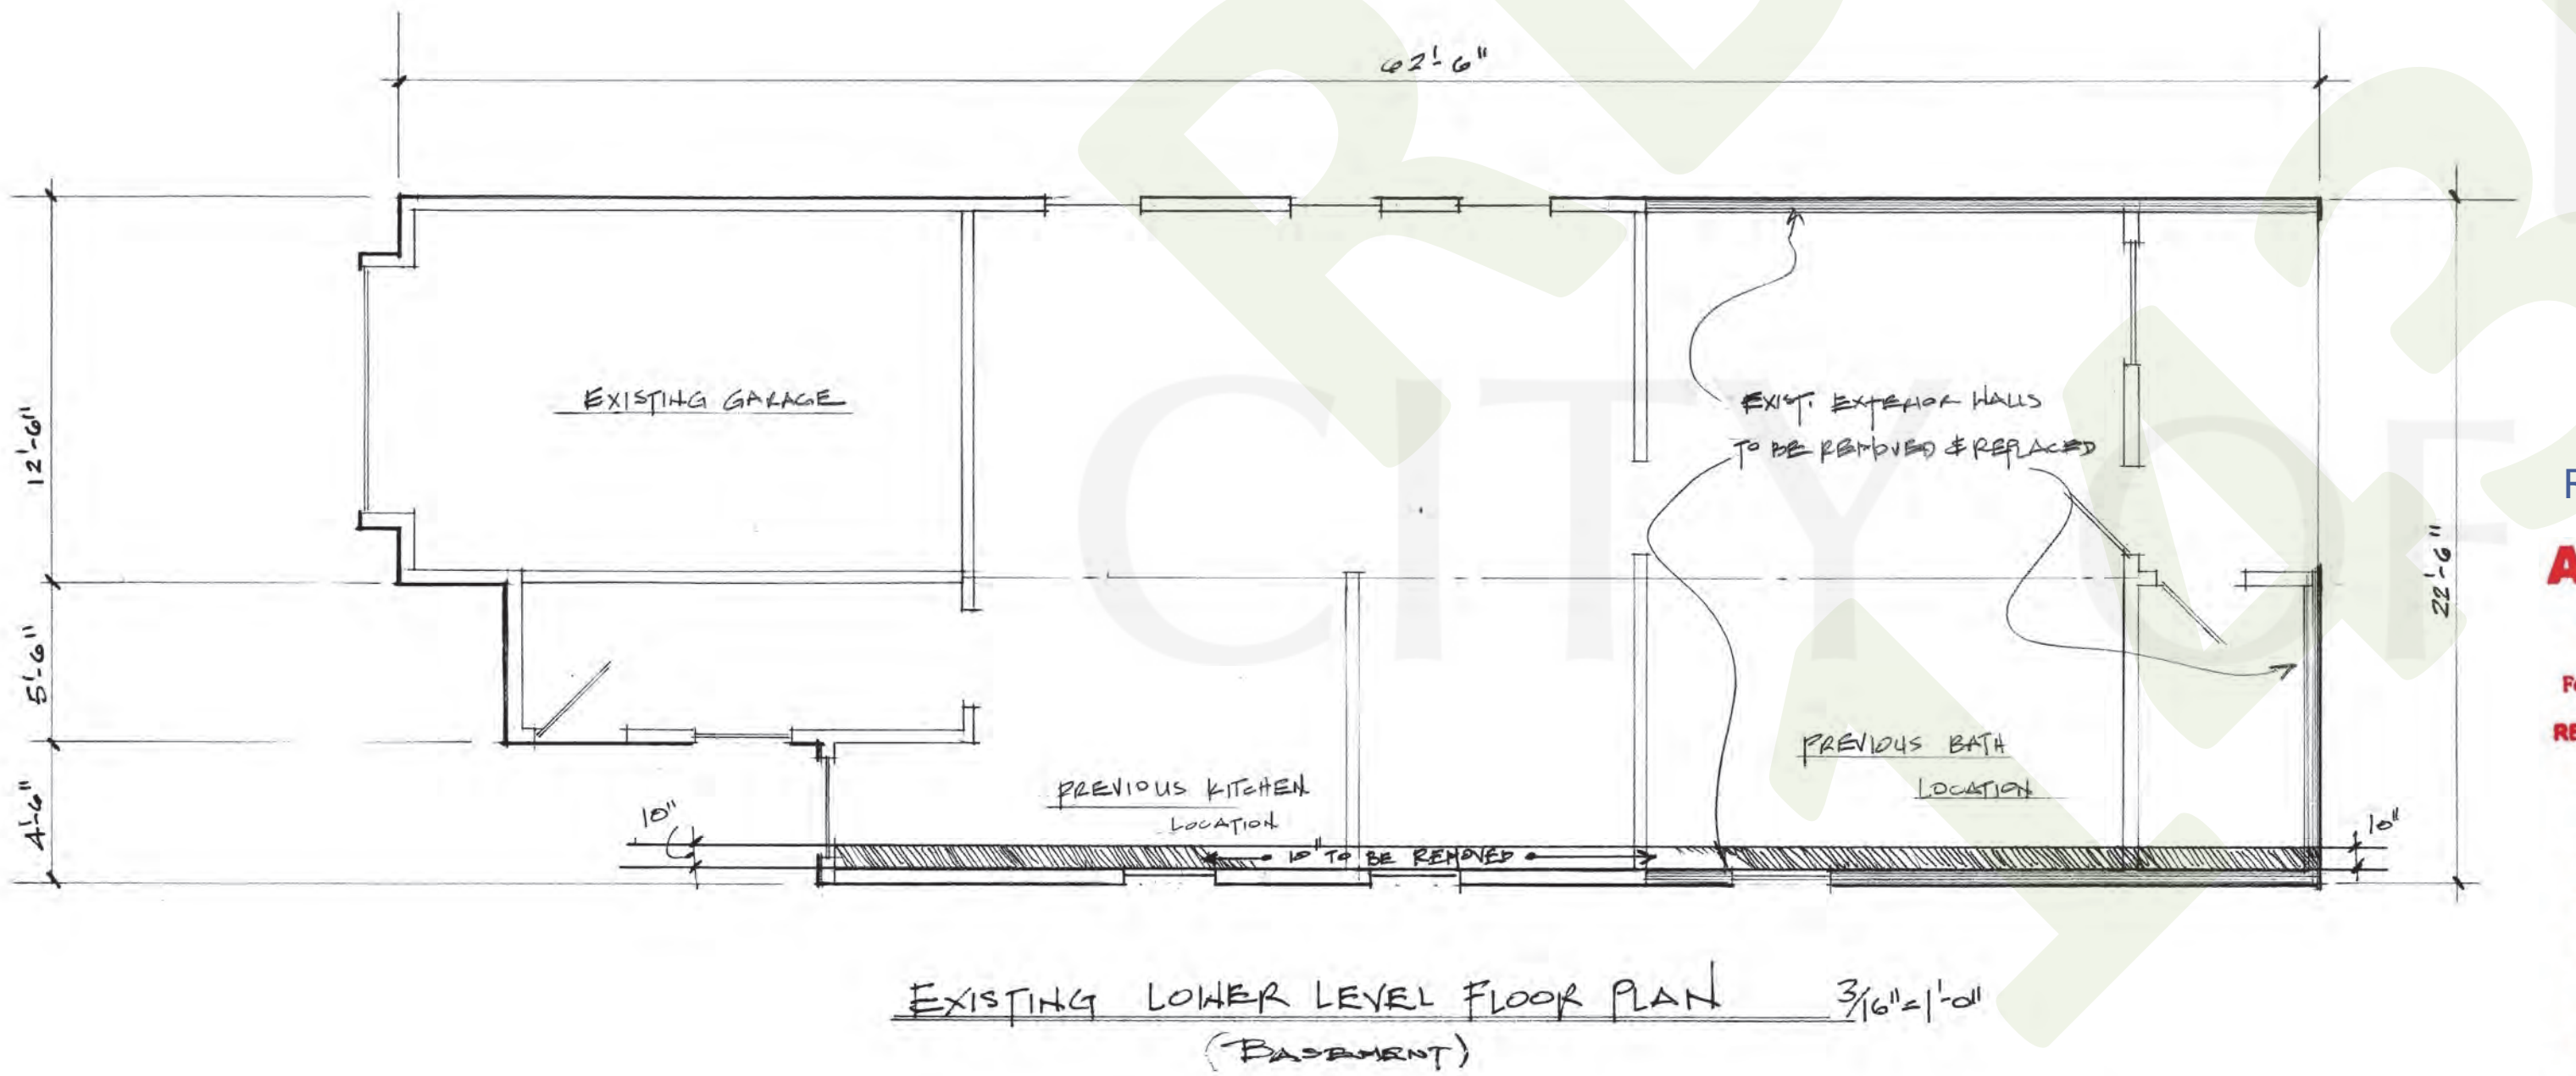 62'-6"
12'-6"
5'-6"
4'-6"
22'-6"
EXISTING GARAGE
EXIST. EXTERIOR WALLS
TO BE REMOVED & REPLACED
PREVIOUS KITCHEN
LOCATION
PREVIOUS BATH
LOCATION
10"
10" TO BE REMOVED
10"
EXISTING LOWER LEVEL FLOOR PLAN 3/16"=1'-0"
(BASEMENT)
CITY OF